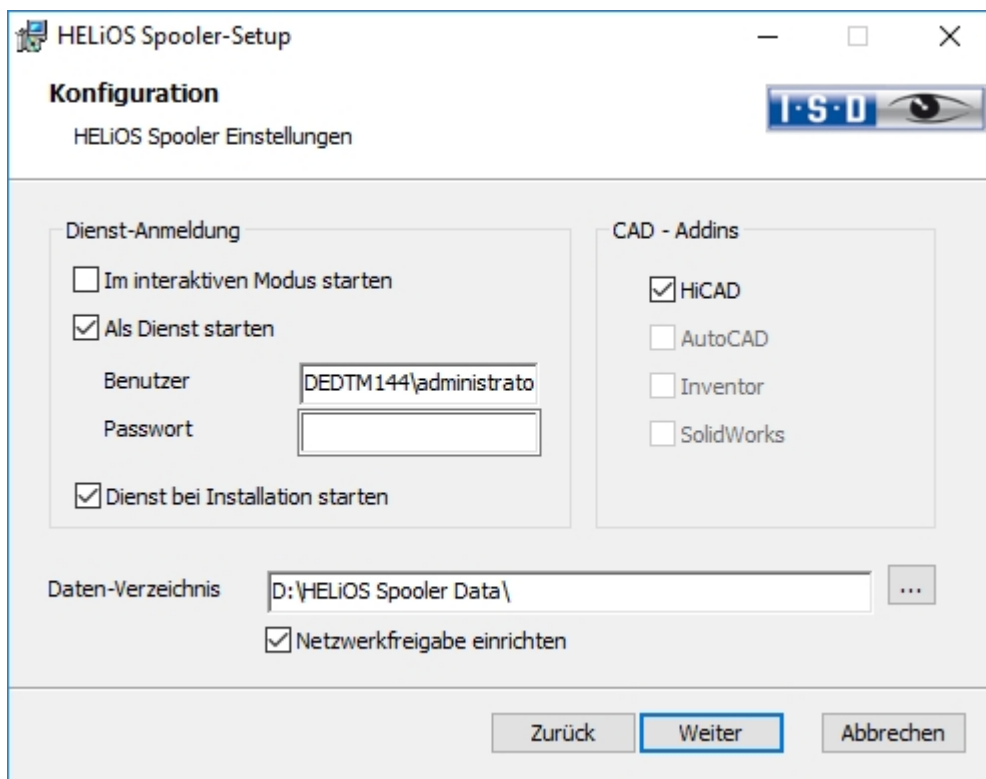 HELiOS Spooler-Setup
Konfiguration
HELiOS Spooler Einstellungen
I·S·D
Dienst-Anmeldung
Im interaktiven Modus starten
Als Dienst starten
Benutzer DEDTM144\administrato
Passwort
Dienst bei Installation starten
CAD - Addins
HiCAD
AutoCAD
Inventor
SolidWorks
Daten-Verzeichnis D:\HELiOS Spooler Data\ ...
Netzwerkfreigabe einrichten
Zurück Weiter Abbrechen